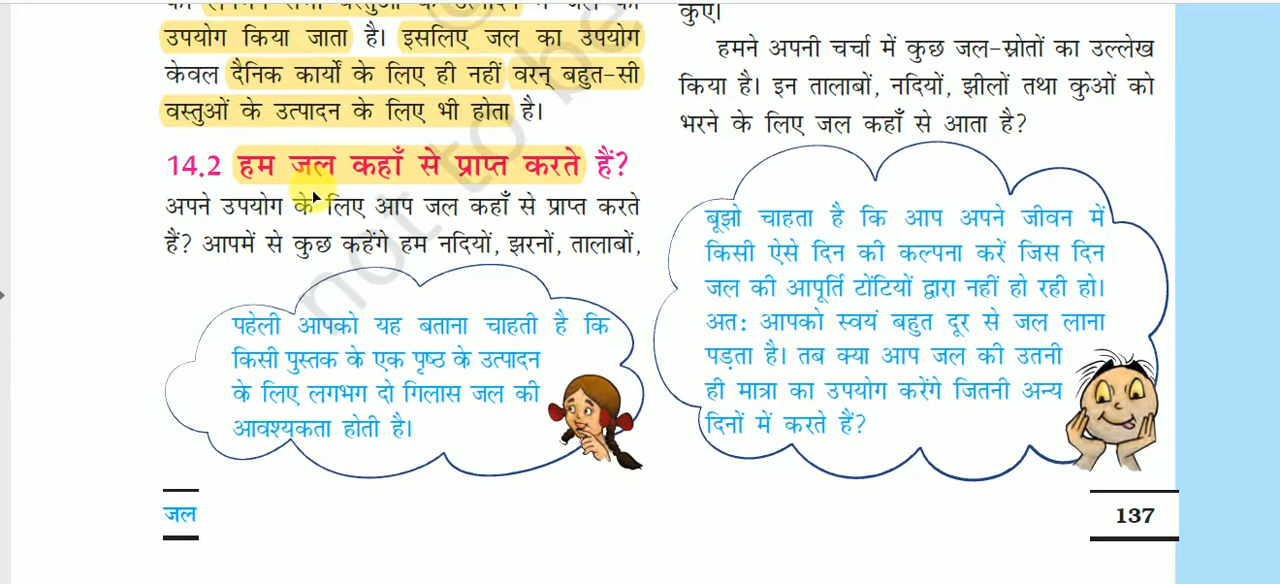 उपयोग किया जाता है। इसलिए जल का उपयोग
केवल दैनिक कार्यों के लिए ही नहीं वरन् बहुत-सी
वस्तुओं के उत्पादन के लिए भी होता है।
14.2 हम जल कहाँ से प्राप्त करते हैं?
अपने उपयोग के लिए आप जल कहाँ से प्राप्त करते
हैं? आपमें से कुछ कहेंगे हम नदियों, झरनों, तालाबों,
पहेली आपको यह बताना चाहती है कि
किसी पुस्तक के एक पृष्ठ के उत्पादन
के लिए लगभग दो गिलास जल की
आवश्यकता होती है।
कुएँ।
हमने अपनी चर्चा में कुछ जल-स्रोतों का उल्लेख
किया है। इन तालाबों, नदियों, झीलों तथा कुओं को
भरने के लिए जल कहाँ से आता है?
बूझो चाहता है कि आप अपने जीवन में
किसी ऐसे दिन की कल्पना करें जिस दिन
जल की आपूर्ति टोंटियों द्वारा नहीं हो रही हो।
अत: आपको स्वयं बहुत दूर से जल लाना
पड़ता है। तब क्या आप जल की उतनी
ही मात्रा का उपयोग करेंगे जितनी अन्य
दिनों में करते हैं?
जल
137
not to be